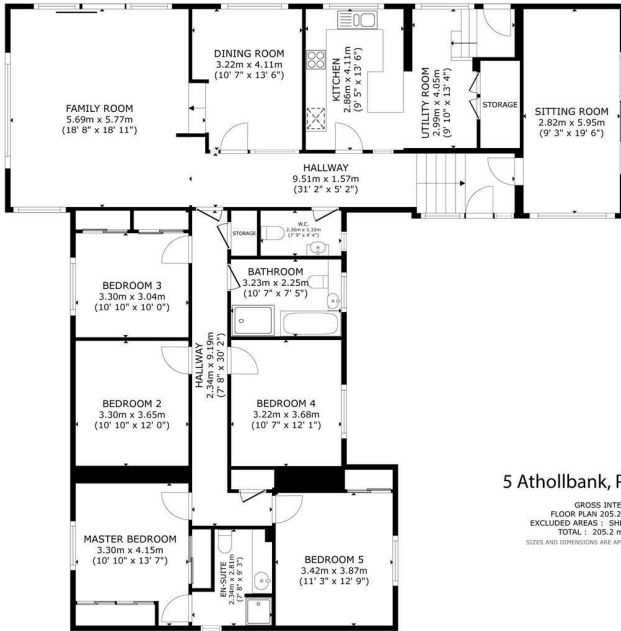 FAMILY ROOM
5.69m x 5.77m
(18' 8" x 18' 11")
DINING ROOM
3.22m x 4.11m
(10' 7" x 13' 6")
KITCHEN
2.86m x 4.11m
(9' 5" x 13' 6")
UTILITY ROOM
2.99m x 4.05m
(9' 10" x 13' 4")
STORAGE
SITTING ROOM
2.82m x 5.95m
(9' 3" x 19' 6")
HALLWAY
9.51m x 1.57m
(31' 2" x 5' 2")
STORAGE
W.C.
2.36m x 1.32m
(7' 9" x 4' 4")
BATHROOM
3.23m x 2.25m
(10' 7" x 7' 5")
BEDROOM 3
3.30m x 3.04m
(10' 10" x 10' 0")
HALLWAY
2.34m x 9.19m
(7' 8" x 30' 2")
BEDROOM 2
3.30m x 3.65m
(10' 10" x 12' 0")
BEDROOM 4
3.22m x 3.68m
(10' 7" x 12' 1")
MASTER BEDROOM
3.30m x 4.15m
(10' 10" x 13' 7")
EN-SUITE
2.34m x 2.81m
(7' 8" x 9' 3")
BEDROOM 5
3.42m x 3.87m
(11' 3" x 12' 9")
5 Athollbank, P
GROSS INTE
FLOOR PLAN 205.2
EXCLUDED AREAS : SHE
TOTAL : 205.2 m
SIZES AND DIMENSIONS ARE AP